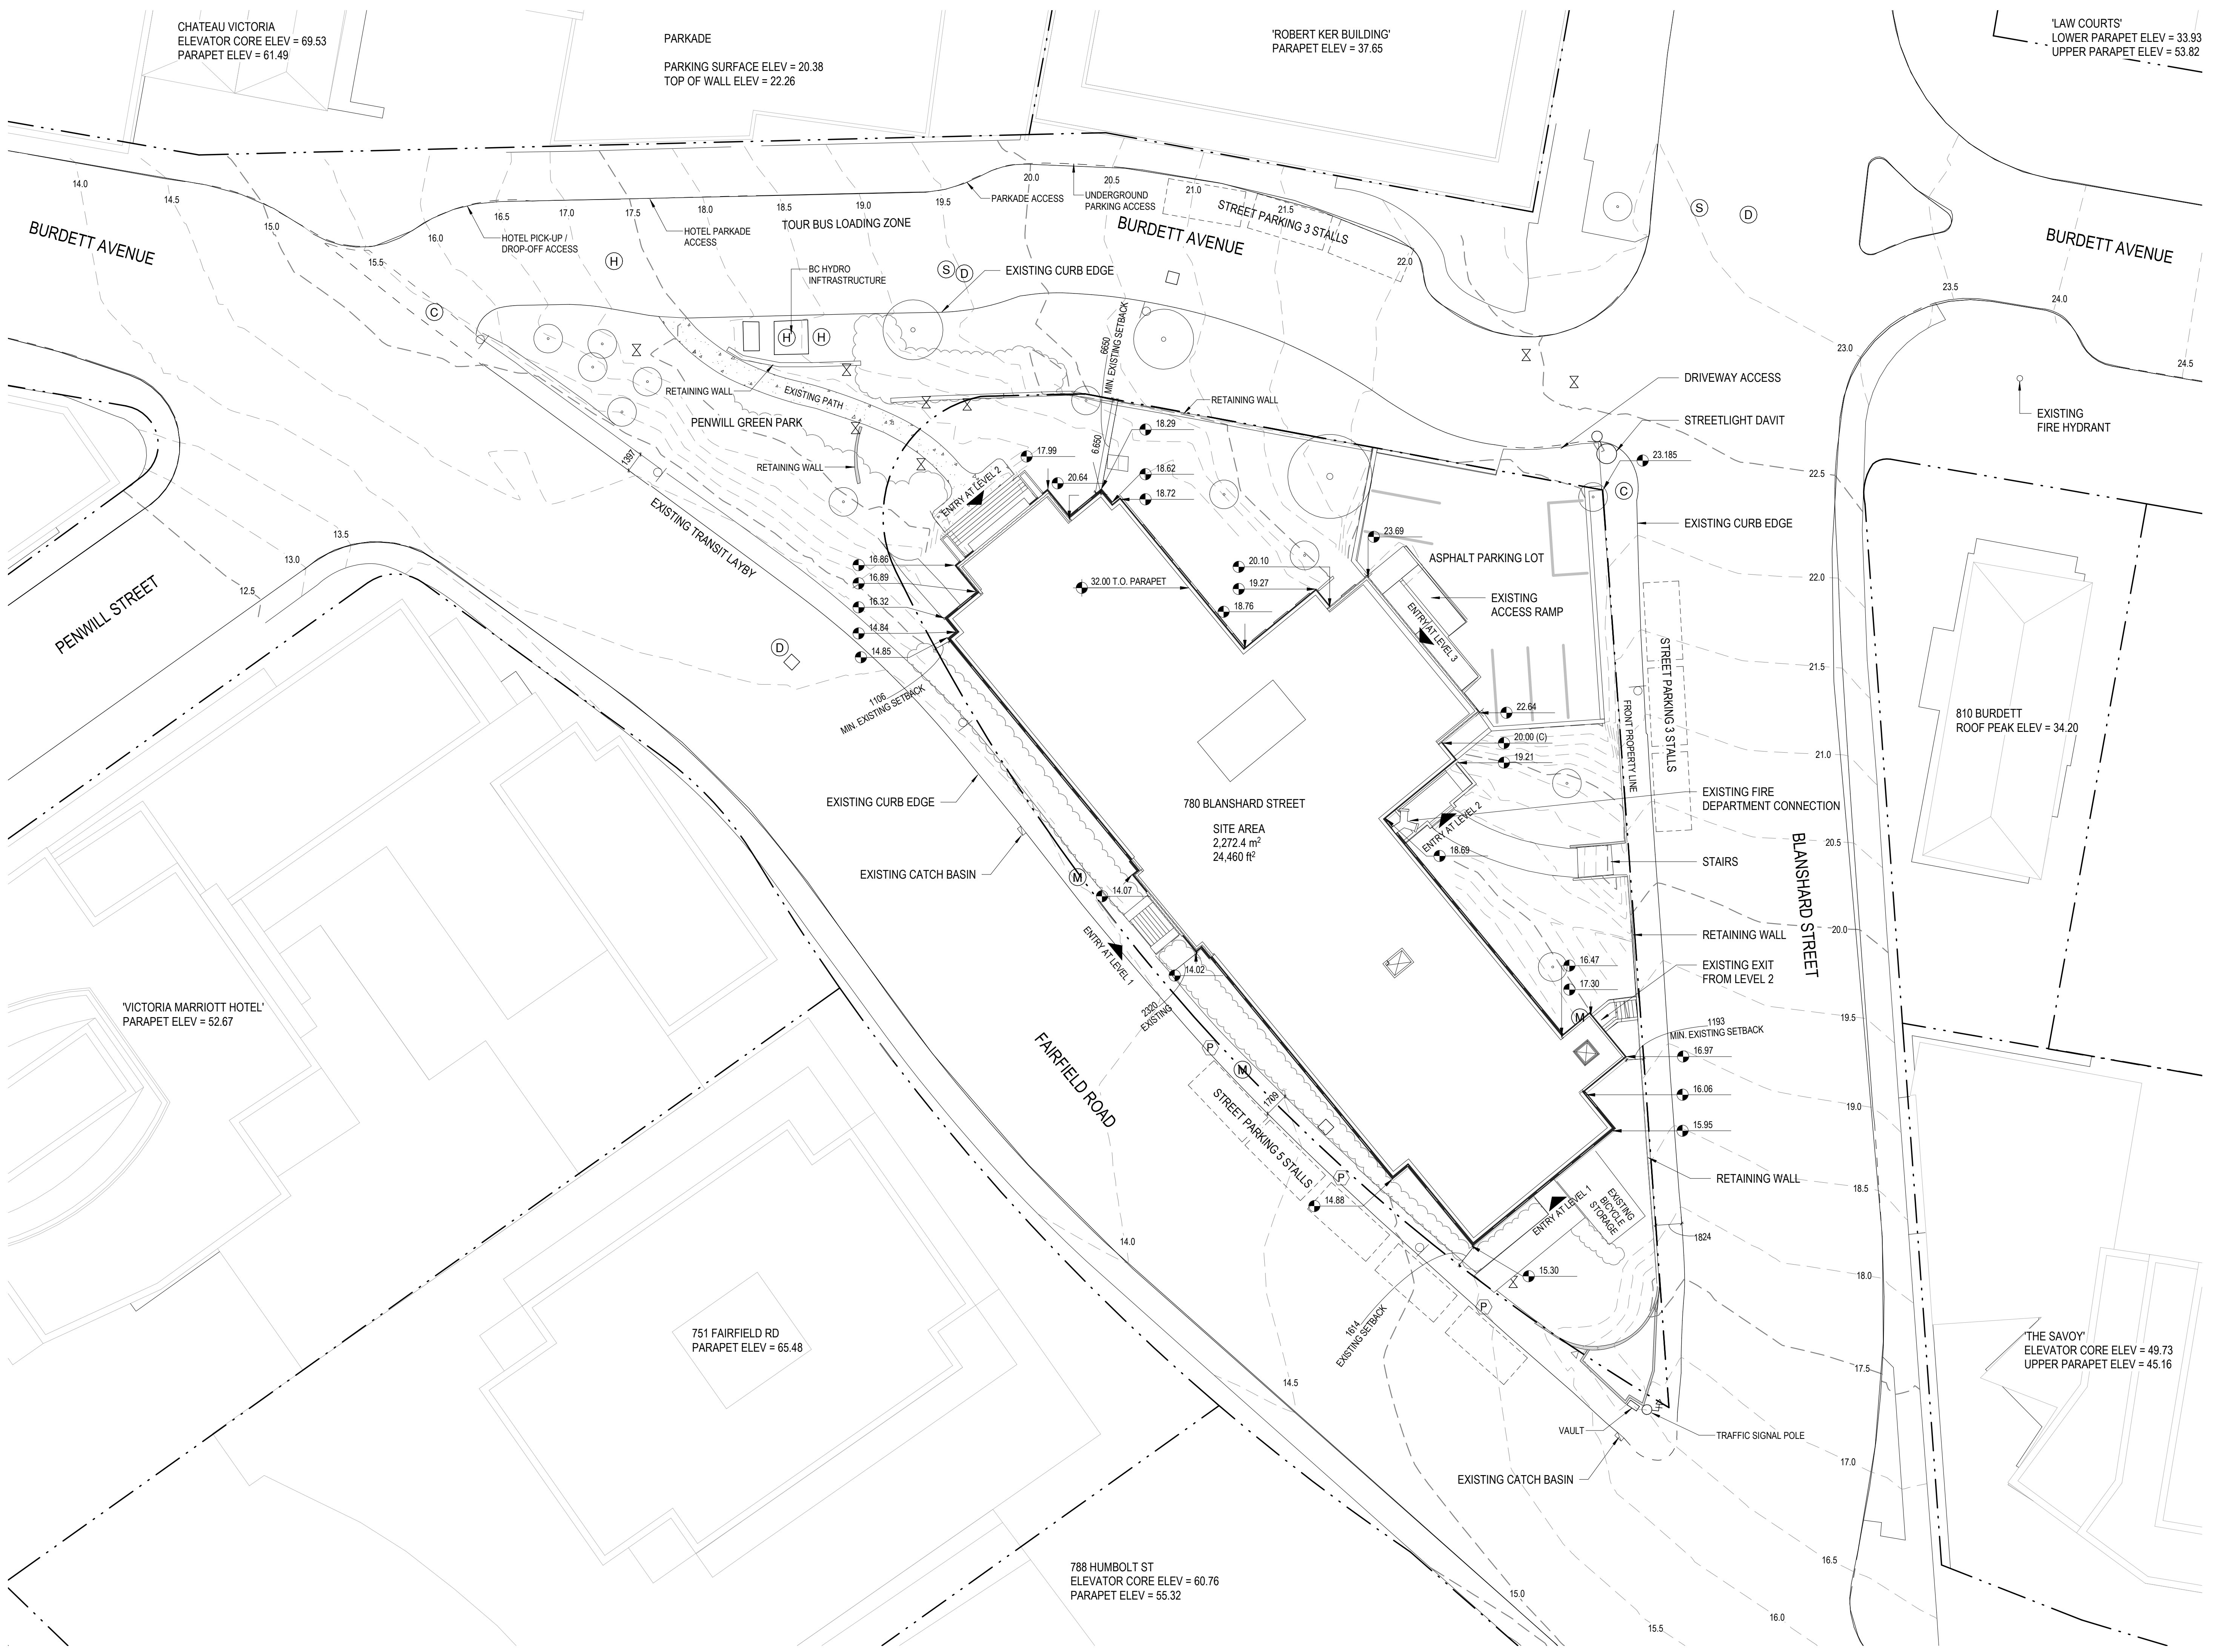 CHATEAU VICTORIA
ELEVATOR CORE ELEV = 69.53
PARAPET ELEV = 61.49
PARKADE
PARKING SURFACE ELEV = 20.38
TOP OF WALL ELEV = 22.26
'ROBERT KER BUILDING'
PARAPET ELEV = 37.65
'LAW COURTS'
LOWER PARAPET ELEV = 33.93
UPPER PARAPET ELEV = 53.82
14.0
14.5
15.0
15.5
16.0
16.5
17.0
17.5
18.0
18.5
19.0
19.5
20.0
20.5
21.0
21.5
22.0
BURDETT AVENUE
HOTEL PICK-UP /
DROP-OFF ACCESS
HOTEL PARKADE
ACCESS
TOUR BUS LOADING ZONE
PARKADE ACCESS
UNDERGROUND
PARKING ACCESS
BURDETT AVENUE
STREET PARKING 3 STALLS
S
D
BURDETT AVENUE
23.5
24.0
24.5
23.0
H
C
BC HYDRO
INFTRASTRUCTURE
S
D
EXISTING CURB EDGE
H
H
6650
MIN. EXISTING SETBACK
RETAINING WALL
EXISTING PATH
PENWILL GREEN PARK
RETAINING WALL
RETAINING WALL
1397
EXISTING TRANSIT LAYBY
DRIVEWAY ACCESS
STREETLIGHT DAVIT
EXISTING
FIRE HYDRANT
23.185
C
22.5
EXISTING CURB EDGE
22.0
21.5
21.0
20.5
20.0
19.5
19.0
18.5
18.0
17.5
17.0
16.5
16.0
15.5
15.0
17.99
20.64
6.650
18.29
18.62
18.72
ENTRY AT LEVEL 2
16.86
16.89
16.32
14.84
14.85
32.00 T.O. PARAPET
20.10
19.27
18.76
23.69
ASPHALT PARKING LOT
EXISTING
ACCESS RAMP
ENTRY AT LEVEL 3
22.64
20.00 (C)
19.21
STREET PARKING 3 STALLS
FRONT PROPERTY LINE
PENWILL STREET
13.5
13.0
12.5
D
1106
MIN. EXISTING SETBACK
EXISTING CURB EDGE
EXISTING CATCH BASIN
M
14.07
780 BLANSHARD STREET
SITE AREA
2,272.4 m²
24,460 ft²
ENTRY AT LEVEL 2
18.69
EXISTING FIRE
DEPARTMENT CONNECTION
STAIRS
RETAINING WALL
EXISTING EXIT
FROM LEVEL 2
BLANSHARD STREET
810 BURDETT
ROOF PEAK ELEV = 34.20
16.47
17.30
M
1193
MIN. EXISTING SETBACK
16.97
16.06
15.95
RETAINING WALL
ENTRY AT LEVEL 1
14.02
2320
EXISTING
P
M
1709
STREET PARKING 5 STALLS
P
14.88
FAIRFIELD ROAD
14.0
14.5
ENTRY AT LEVEL 1
EXISTING
BICYCLE
STORAGE
1824
15.30
P
1614
EXISTING SETBACK
VAULT
TRAFFIC SIGNAL POLE
EXISTING CATCH BASIN
'VICTORIA MARRIOTT HOTEL'
PARAPET ELEV = 52.67
751 FAIRFIELD RD
PARAPET ELEV = 65.48
788 HUMBOLT ST
ELEVATOR CORE ELEV = 60.76
PARAPET ELEV = 55.32
'THE SAVOY'
ELEVATOR CORE ELEV = 49.73
UPPER PARAPET ELEV = 45.16